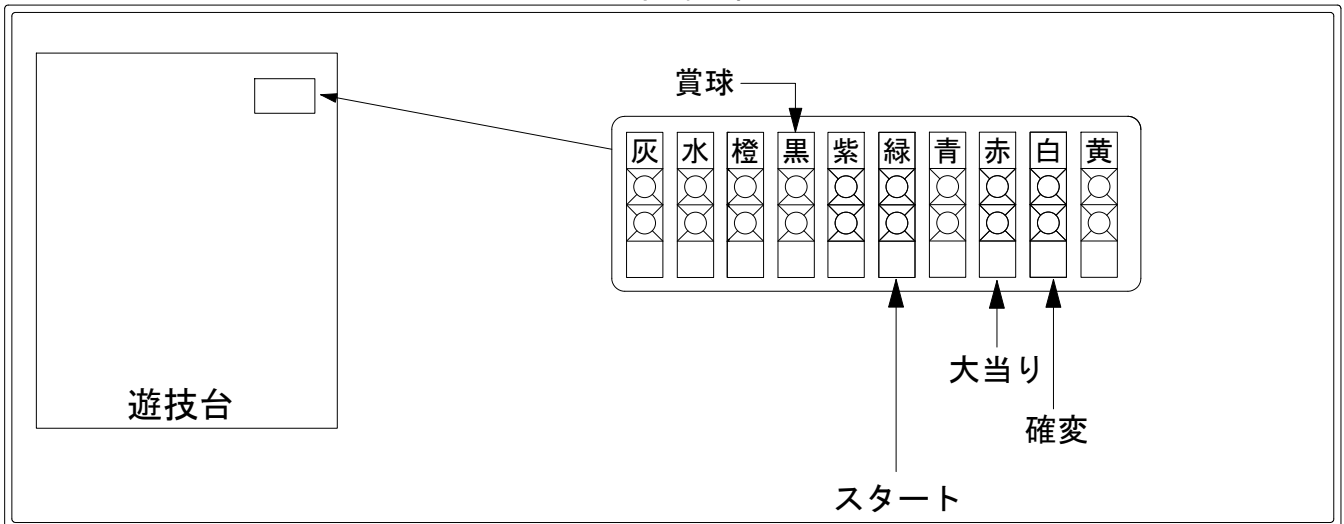 賞球
灰 水 橙 黒 紫 緑 青 赤 白 黄
大当り
遊技台
確変
スタート